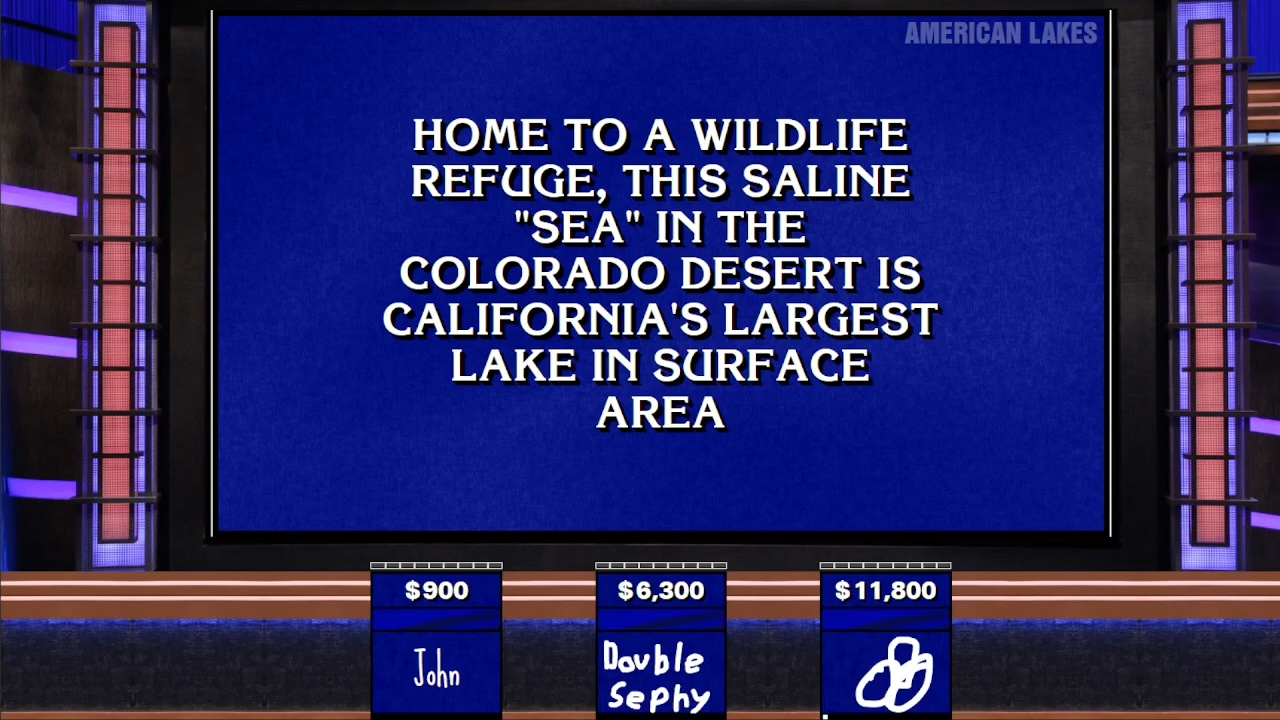 AMERICAN LAKES
HOME TO A WILDLIFE
REFUGE, THIS SALINE
"SEA" IN THE
COLORADO DESERT IS
CALIFORNIA'S LARGEST
LAKE IN SURFACE
AREA
$900
$6,300
$11,800
John
Double
Sephy